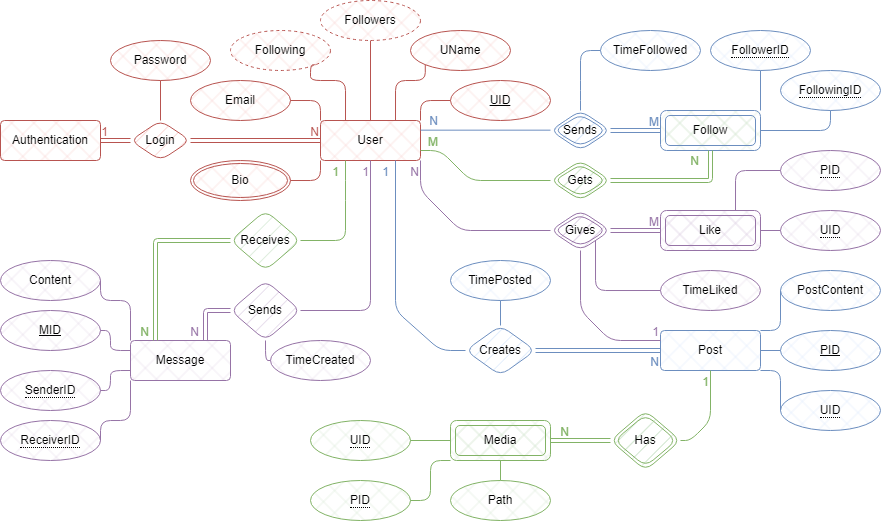 Followers
Following
UName
TimeFollowed
FollowerID
Password
Email
UID
FollowingID
Authentication
1
Login
N
User
N
Sends
M
Follow
M
N
Bio
1
1
1
N
Gets
PID
Receives
Gives
M
Like
UID
Content
TimePosted
TimeLiked
PostContent
MID
N
N
Sends
1
Message
TimeCreated
Creates
N
Post
PID
SenderID
1
UID
ReceiverID
UID
Media
N
Has
PID
Path